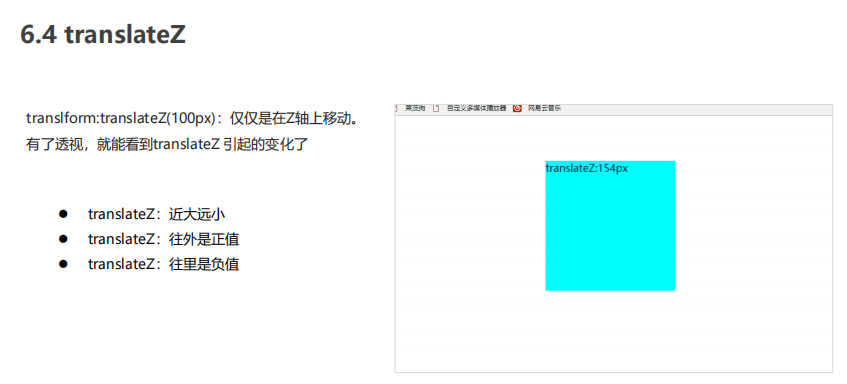 6.4 translateZ
translform:translateZ(100px)：仅仅是在Z轴上移动。
有了透视，就能看到translateZ 引起的变化了
● translateZ：近大远小
● translateZ：往外是正值
● translateZ：往里是负值
莱茨狗 自定义多媒体播放器 网易云音乐
translateZ:154px